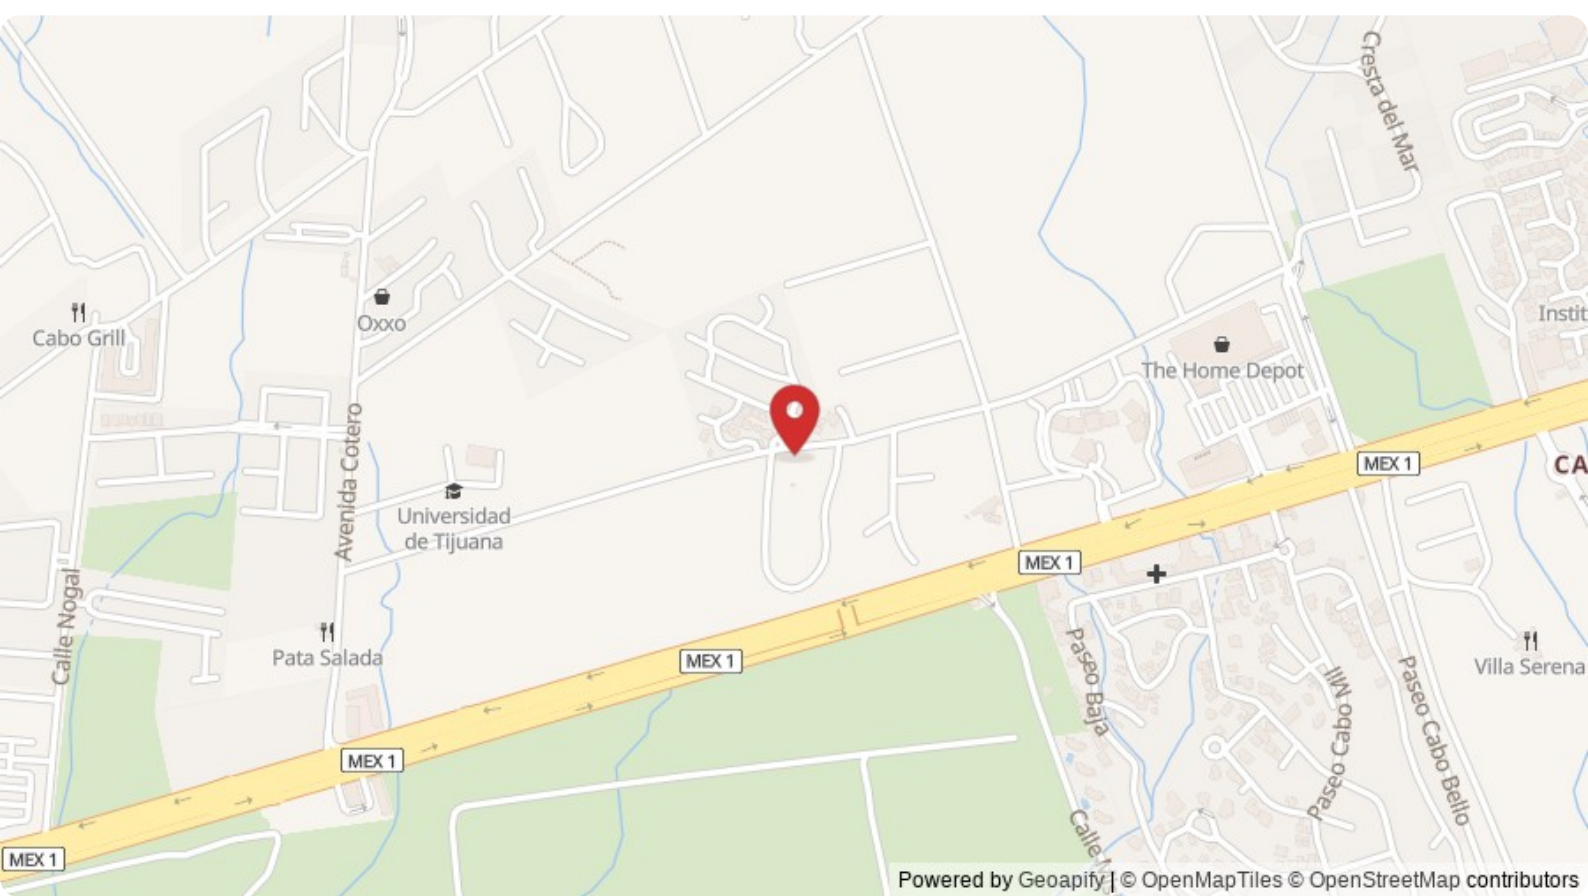 Cresta del Mar
Cabo Grill
Oxxo
Instit
The Home Depot
Avenida Cotero
MEX 1
CA
Universidad
de Tijuana
MEX 1
Calle Nogal
Pata Salada
MEX 1
Paseo Baja
Paseo Cabo Mil
Paseo Cabo Bello
Villa Serena
MEX 1
Calle N
MEX 1
Powered by Geoapify | © OpenMapTiles © OpenStreetMap contributors